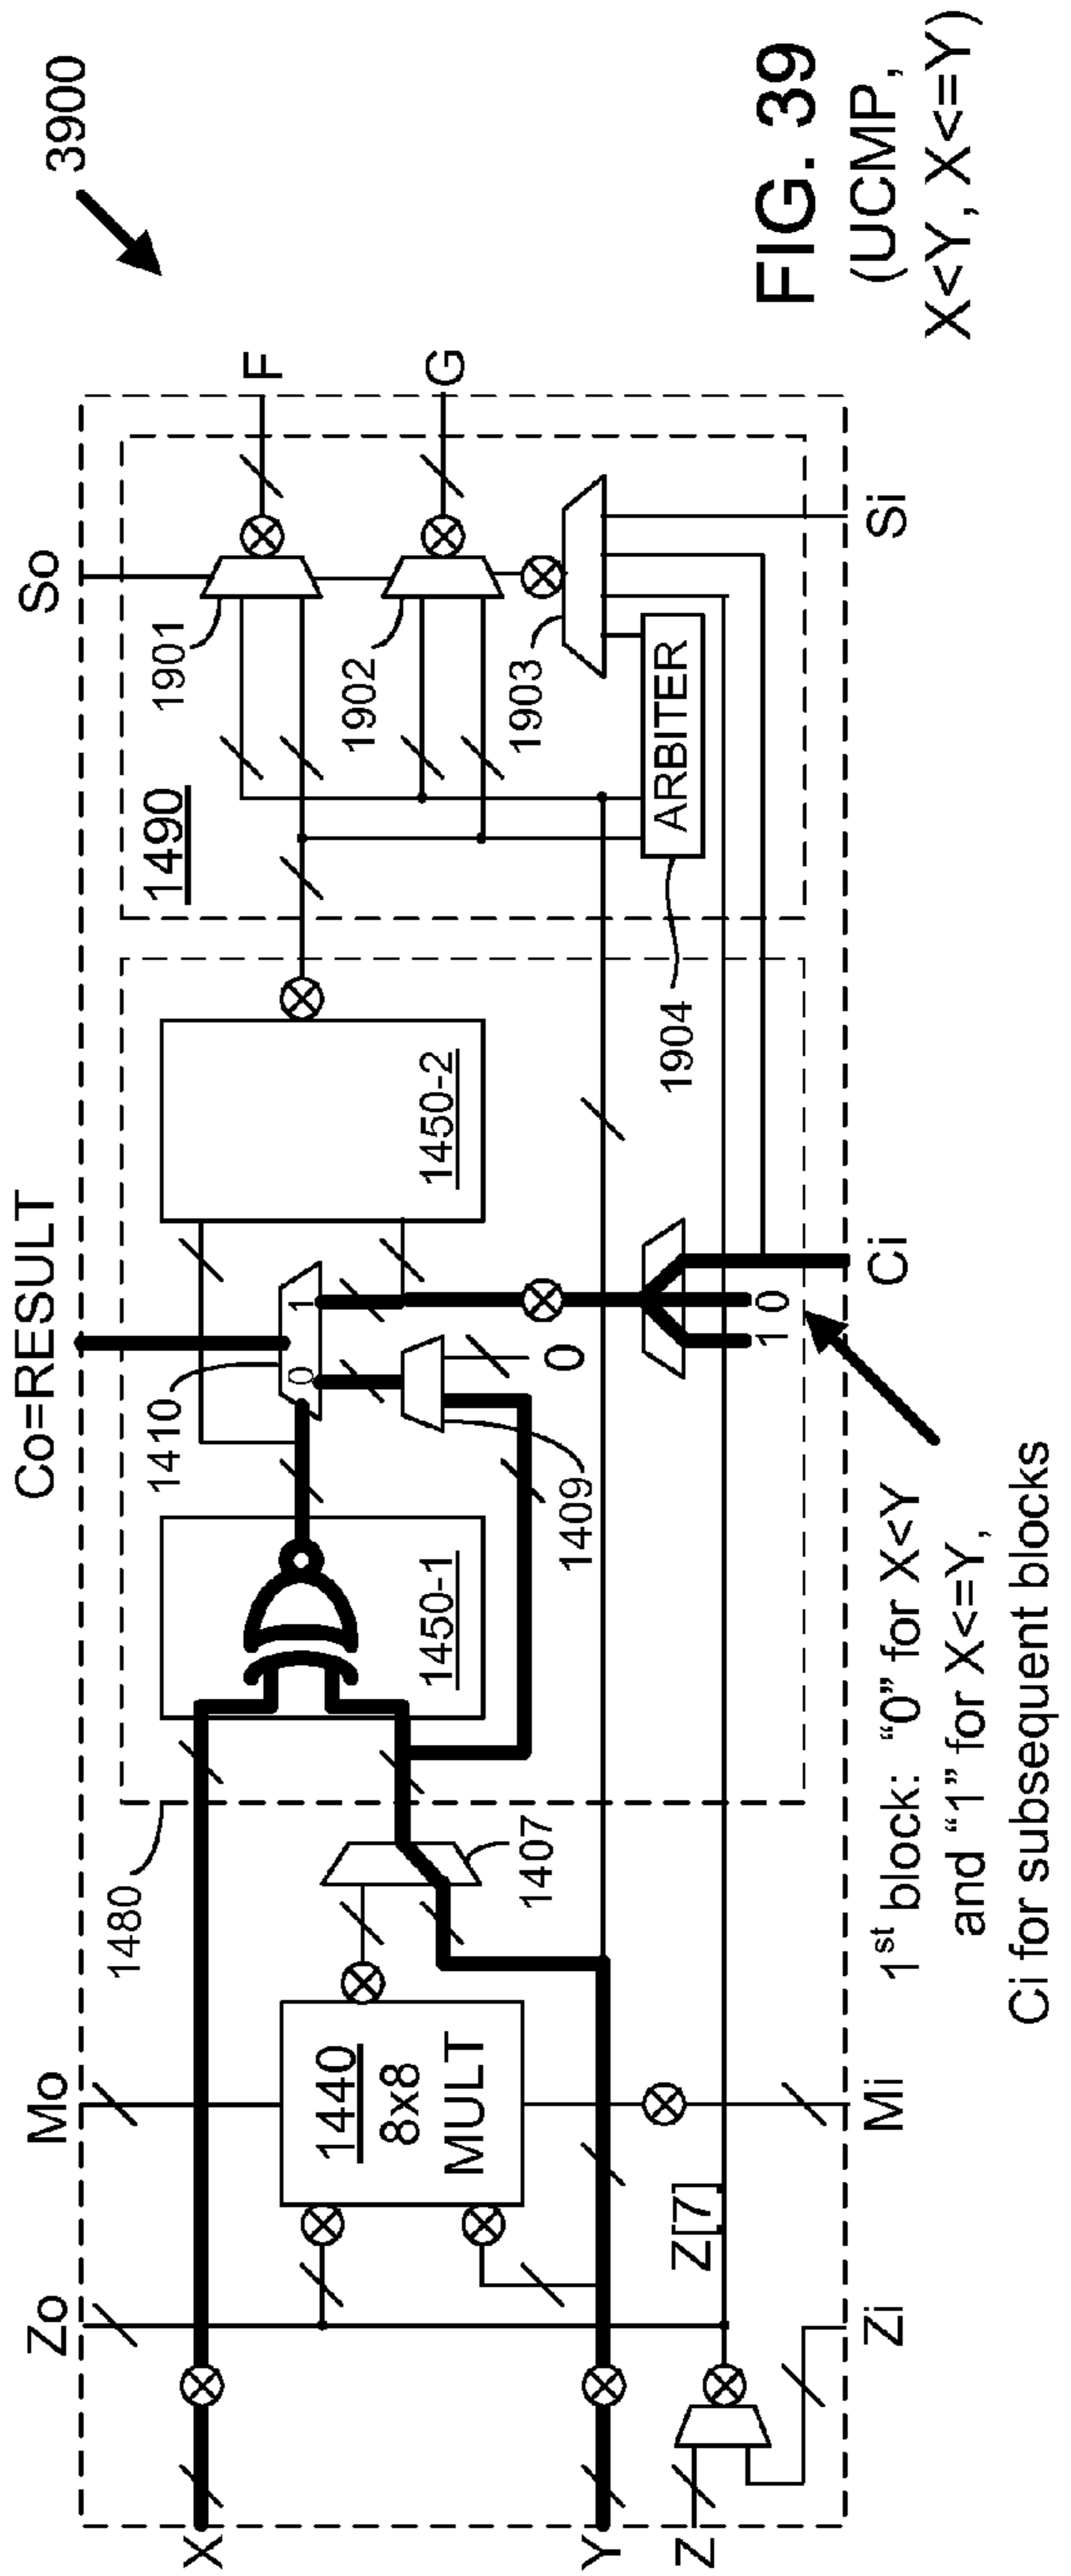 3900
FIG. 39
(UCMP,
X<Y, X<=Y)
Zo
Mo
Co=RESULT
So
X
Y
Z
F
G
1480
1440
8x8
MULT
1407
1450-1
1410
0
1
1409
0
1450-2
1490
1901
1902
1903
ARBITER
1904
Z[7]
1
0
Zi
Mi
Ci
Si
1st block: “0” for X<Y
and “1” for X<=Y,
Ci for subsequent blocks